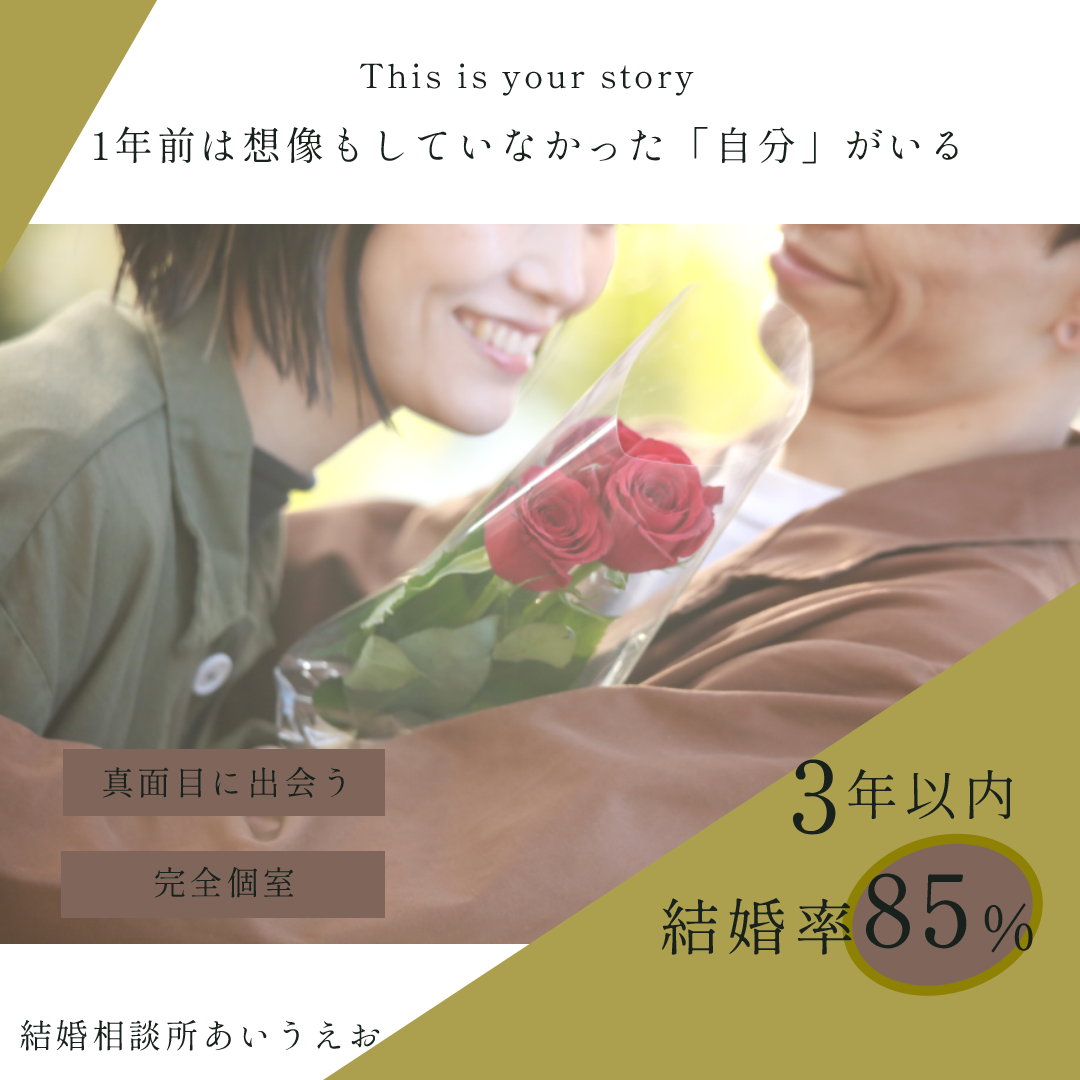 This is your story
1年前は想像もしていなかった「自分」がいる
真面目に出会う
完全個室
3年以内
結婚率85%
結婚相談所あいうえお